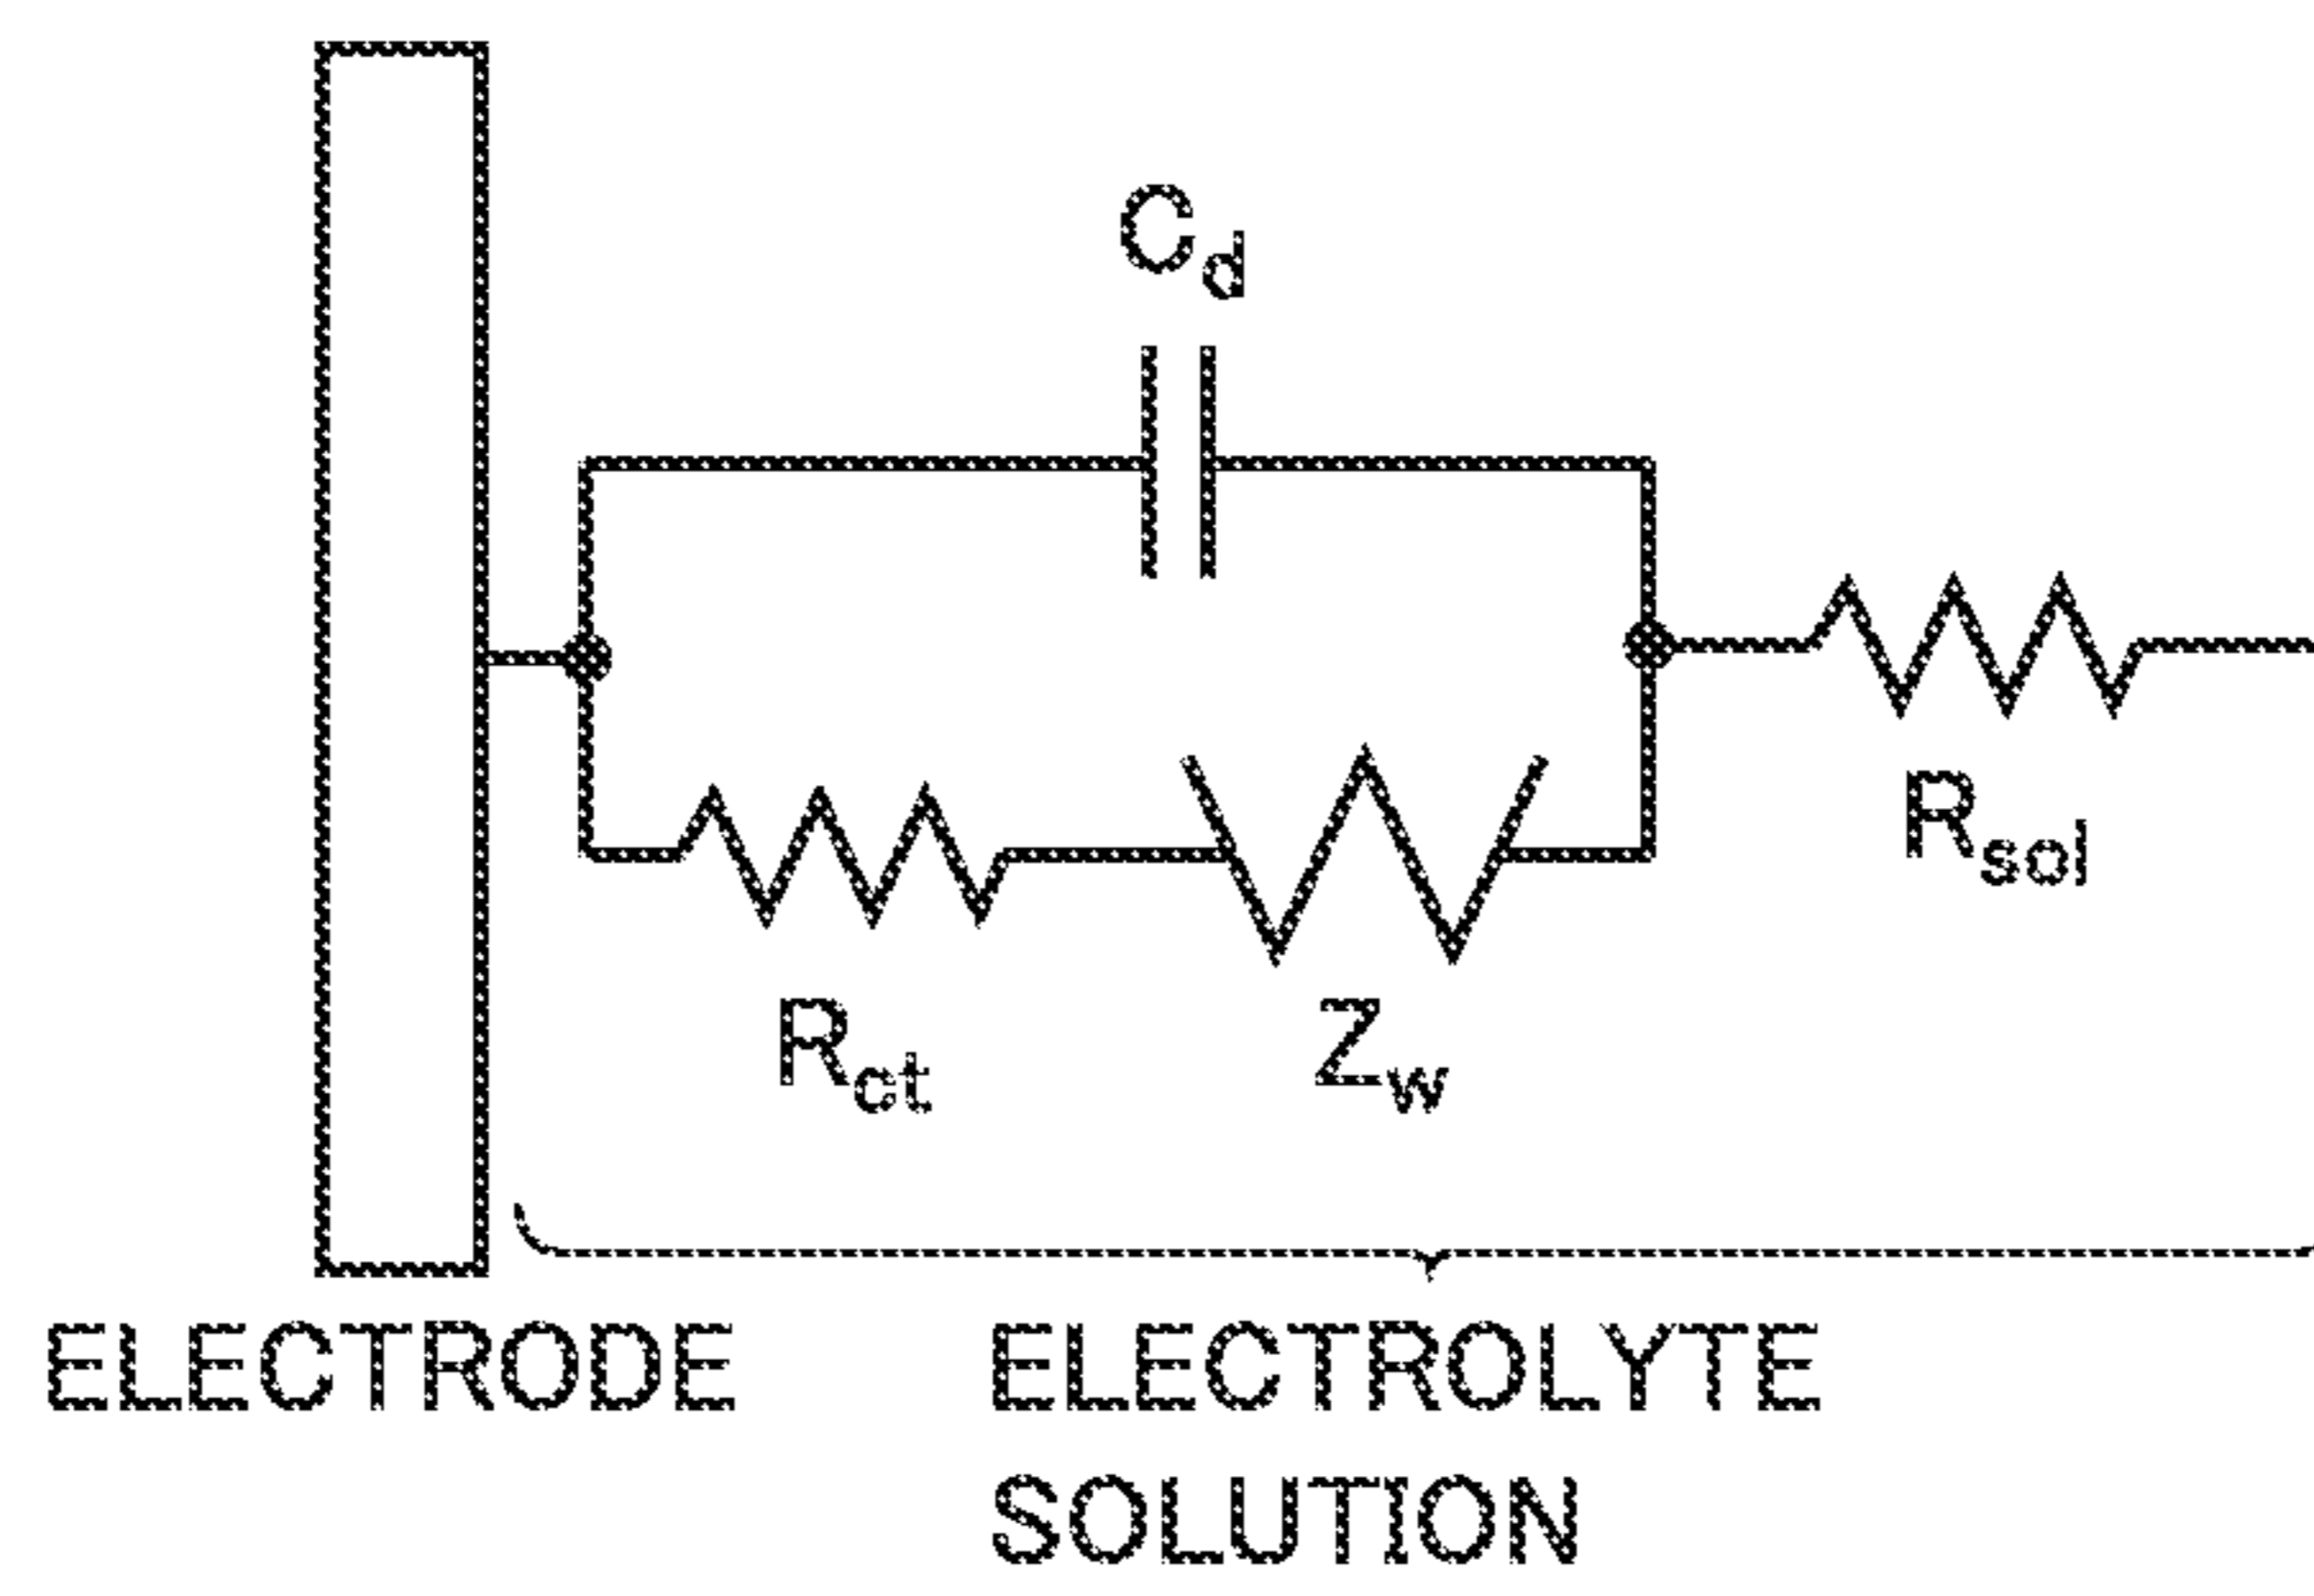 Cd
Rsol
Rct
Zw
ELECTRODE
ELECTROLYTE
SOLUTION